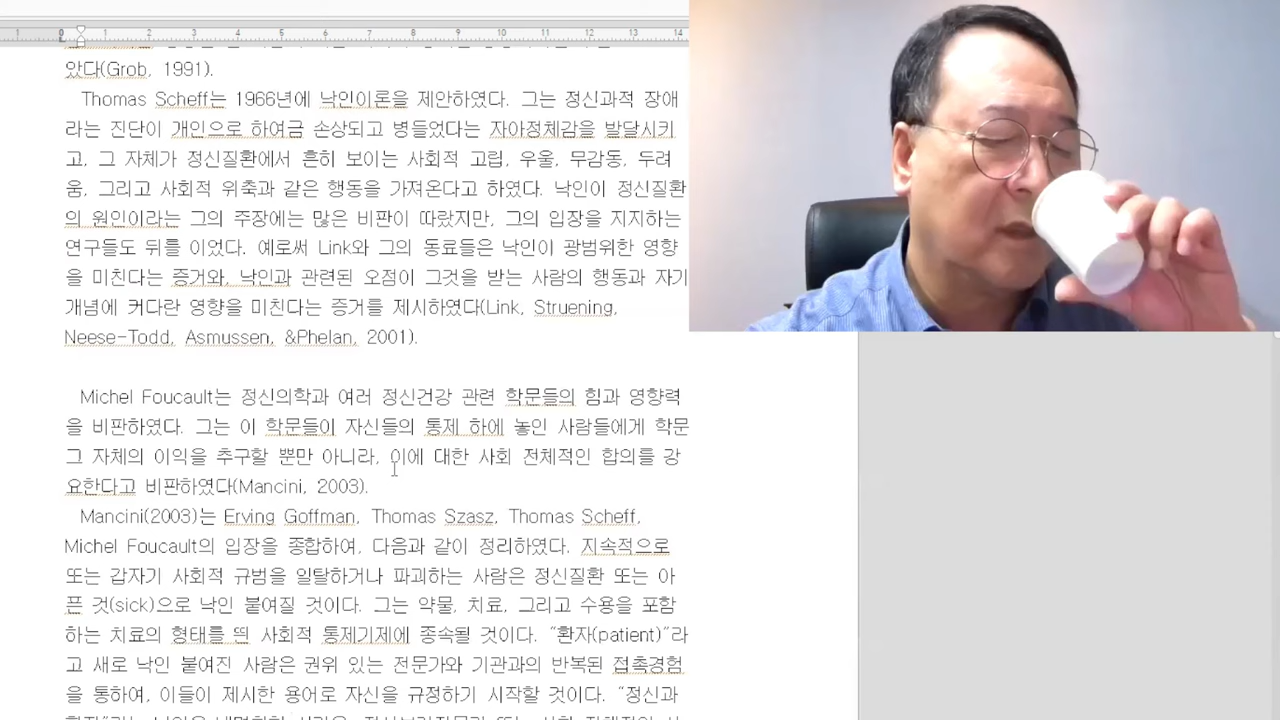 1 1 2 3 4 5 6 7 8 9 10 11 12 13 14
았다(Grob, 1991).
Thomas Scheff는 1966년에 낙인이론을 제안하였다. 그는 정신과적 장애
라는 진단이 개인으로 하여금 손상되고 병들었다는 자아정체감을 발달시키
고, 그 자체가 정신질환에서 흔히 보이는 사회적 고립, 우울, 무감동, 두려
움, 그리고 사회적 위축과 같은 행동을 가져온다고 하였다. 낙인이 정신질환
의 원인이라는 그의 주장에는 많은 비판이 따랐지만, 그의 입장을 지지하는
연구들도 뒤를 이었다. 예로써 Link와 그의 동료들은 낙인이 광범위한 영향
을 미친다는 증거와, 낙인과 관련된 오점이 그것을 받는 사람의 행동과 자기
개념에 커다란 영향을 미친다는 증거를 제시하였다(Link, Struening,
Neese-Todd, Asmussen, &Phelan, 2001).
Michel Foucault는 정신의학과 여러 정신건강 관련 학문들의 힘과 영향력
을 비판하였다. 그는 이 학문들이 자신들의 통제 하에 놓인 사람들에게 학문
그 자체의 이익을 추구할 뿐만 아니라, 이에 대한 사회 전체적인 합의를 강
요한다고 비판하였다(Mancini, 2003).
Mancini(2003)는 Erving Goffman, Thomas Szasz, Thomas Scheff,
Michel Foucault의 입장을 종합하여, 다음과 같이 정리하였다. 지속적으로
또는 갑자기 사회적 규범을 일탈하거나 파괴하는 사람은 정신질환 또는 아
픈 것(sick)으로 낙인 붙여질 것이다. 그는 약물, 치료, 그리고 수용을 포함
하는 치료의 형태를 띈 사회적 통제기제에 종속될 것이다. “환자(patient)”라
고 새로 낙인 붙여진 사람은 권위 있는 전문가와 기관과의 반복된 접촉경험
을 통하여, 이들이 제시한 용어로 자신을 규정하기 시작할 것이다. “정신과